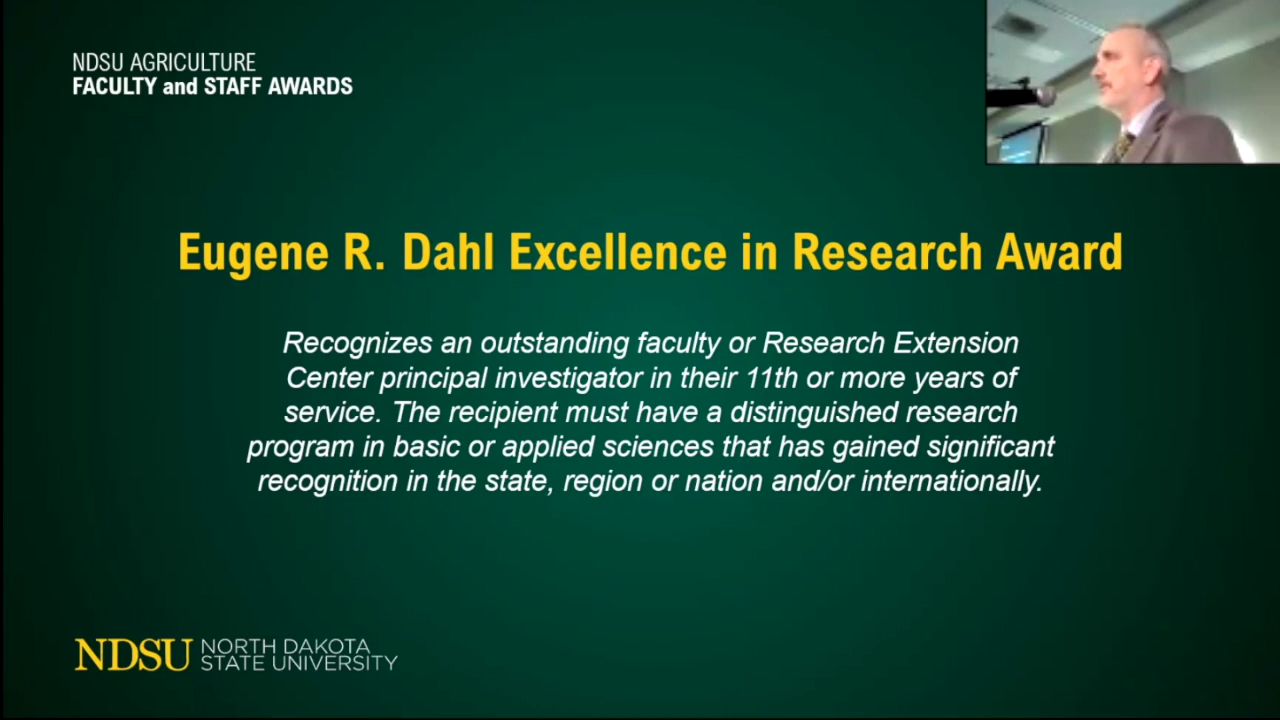 NDSU AGRICULTURE
FACULTY and STAFF AWARDS
Eugene R. Dahl Excellence in Research Award
Recognizes an outstanding faculty or Research Extension
Center principal investigator in their 11th or more years of
service. The recipient must have a distinguished research
program in basic or applied sciences that has gained significant
recognition in the state, region or nation and/or internationally.
NDSU NORTH DAKOTA
STATE UNIVERSITY